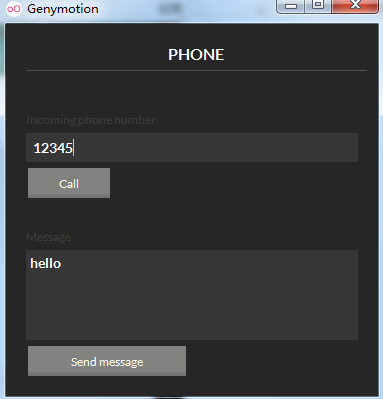 Genymotion
PHONE
Incoming phone number
12345
Call
Message
hello
Send message